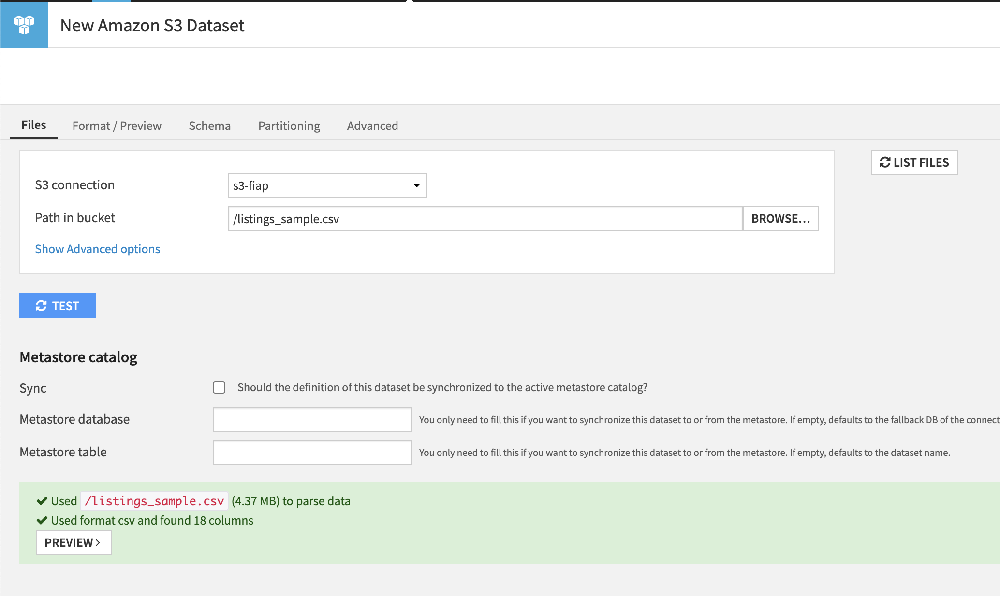 New Amazon S3 Dataset
Files Format / Preview Schema Partitioning Advanced
LIST FILES
S3 connection s3-fiap
Path in bucket /listings_sample.csv BROWSE...
Show Advanced options
TEST
Metastore catalog
Sync Should the definition of this dataset be synchronized to the active metastore catalog?
Metastore database You only need to fill this if you want to synchronize this dataset to or from the metastore. If empty, defaults to the fallback DB of the connect
Metastore table You only need to fill this if you want to synchronize this dataset to or from the metastore. If empty, defaults to the dataset name.
Used /listings_sample.csv (4.37 MB) to parse data
Used format csv and found 18 columns
PREVIEW >